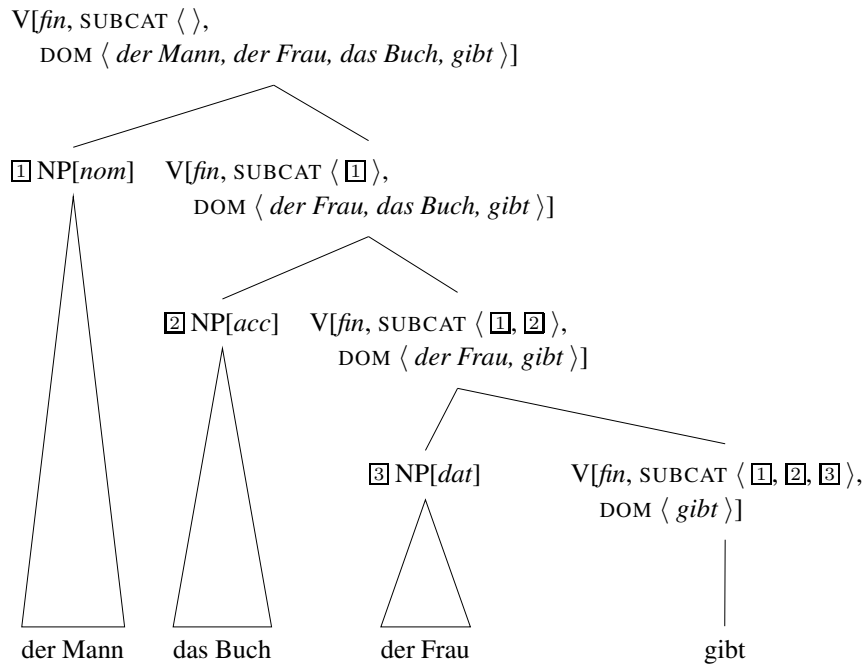 V[fin, SUBCAT ⟨ ⟩,
DOM ⟨ der Mann, der Frau, das Buch, gibt ⟩]
1 NP[nom] V[fin, SUBCAT ⟨ 1 ⟩,
DOM ⟨ der Frau, das Buch, gibt ⟩]
2 NP[acc] V[fin, SUBCAT ⟨ 1, 2 ⟩,
DOM ⟨ der Frau, gibt ⟩]
3 NP[dat] V[fin, SUBCAT ⟨ 1, 2, 3 ⟩,
DOM ⟨ gibt ⟩]
der Mann das Buch der Frau gibt